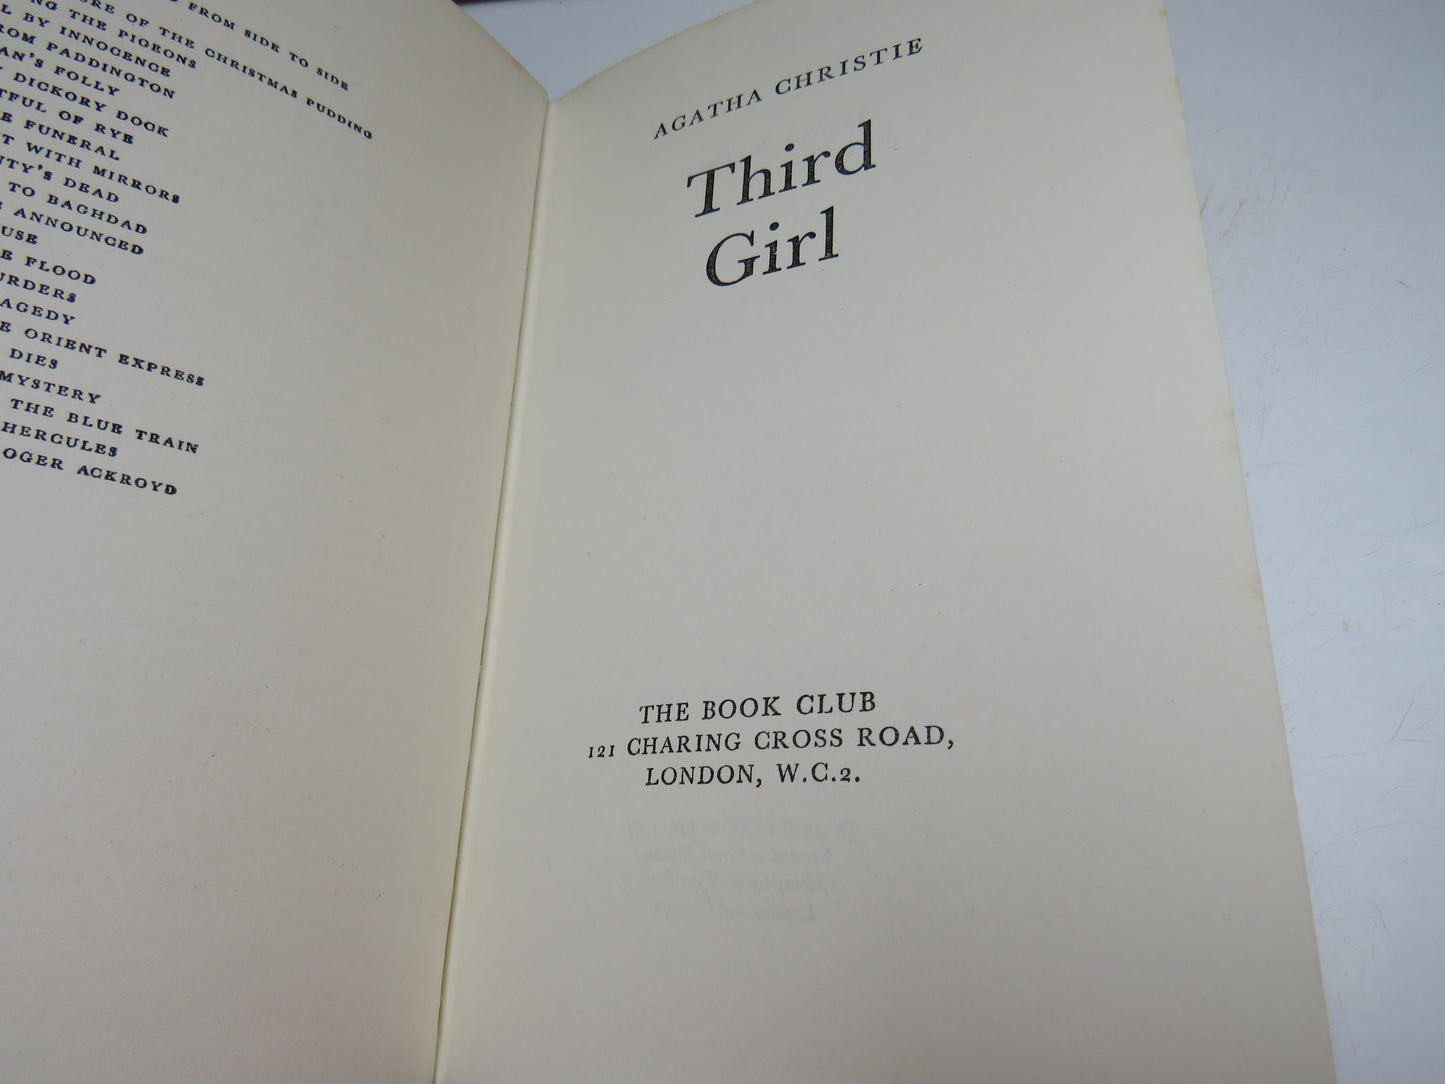 FROM SIDE TO SIDE
OF THE CHRISTMAS PUDDING
THE PIGEONS
BY INNOCENCE
PADDINGTON
FOLLY
DICKORY DOCK
OF RYE
FUNERAL
WITH MIRRORS
DEAD
TO BAGHDAD
ANNOUNCED
FLOOD
ORIENT EXPRESS
DIES
MYSTERY
THE BLUE TRAIN
HERCULES
ACKROYD
AGATHA CHRISTIE
Third
Girl
THE BOOK CLUB
121 CHARING CROSS ROAD,
LONDON, W.C.2.